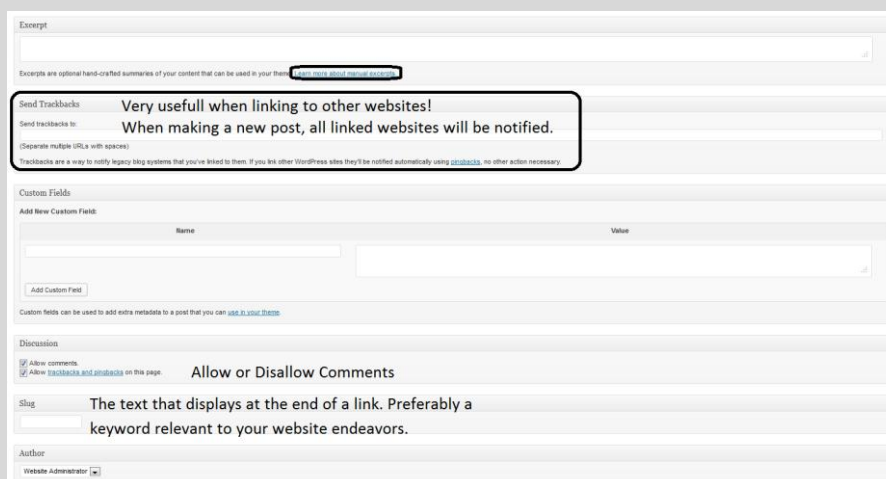 Excerpt
Excerpts are optional hand-crafted summaries of your content that can be used in your theme. Learn more about manual excerpts.
Send Trackbacks
Very usefull when linking to other websites!
Send trackbacks to:
When making a new post, all linked websites will be notified.
(Separate multiple URLs with spaces)
Trackbacks are a way to notify legacy blog systems that you've linked to them. If you link other WordPress sites they'll be notified automatically using pingbacks, no other action necessary.
Custom Fields
Add New Custom Field:
Name Value
Add Custom Field
Custom fields can be used to add extra metadata to a post that you can use in your theme.
Discussion
Allow comments.
Allow trackbacks and pingbacks on this page.
Allow or Disallow Comments
Slug
The text that displays at the end of a link. Preferably a
keyword relevant to your website endeavors.
Author
Website Administrator